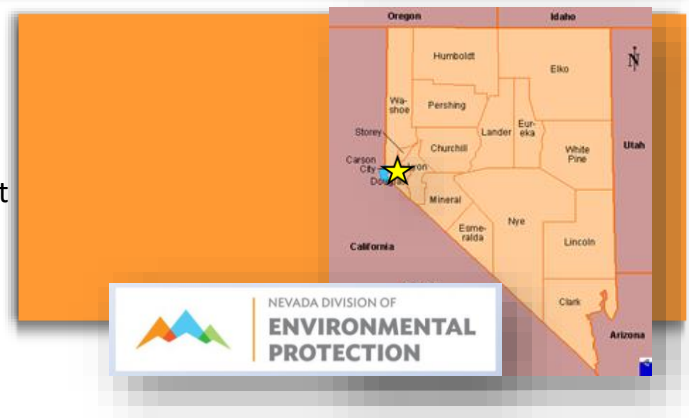 Oregon
Idaho
Humboldt
Elko
N
Wa-
shoe
Pershing
Storey
Lander
Eur-
eka
Churchill
White
Pine
Utah
Carson
City
t
Mineral
Nye
Esme-
ralda
Lincoln
California
Clark
Arizona
NEVADA DIVISION OF
ENVIRONMENTAL
PROTECTION